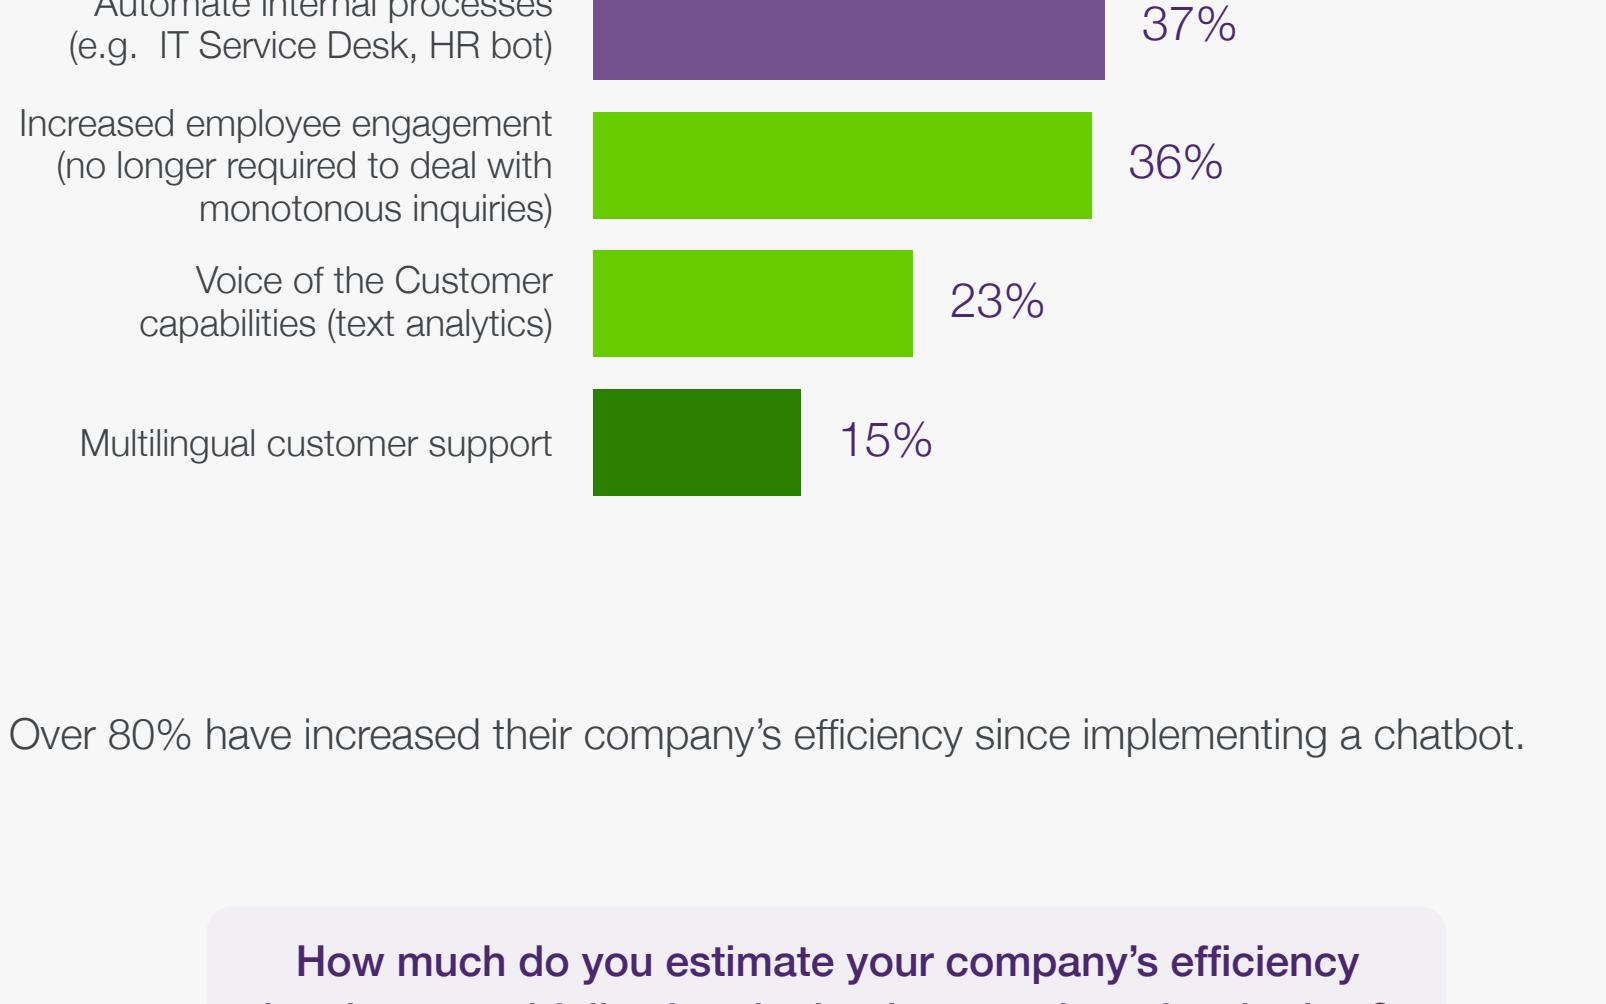 Automate internal processes
(e.g. IT Service Desk, HR bot)
37%
Increased employee engagement
(no longer required to deal with
monotonous inquiries)
36%
Voice of the Customer
capabilities (text analytics)
23%
Multilingual customer support
15%
Over 80% have increased their company’s efficiency since implementing a chatbot.
How much do you estimate your company’s efficiency